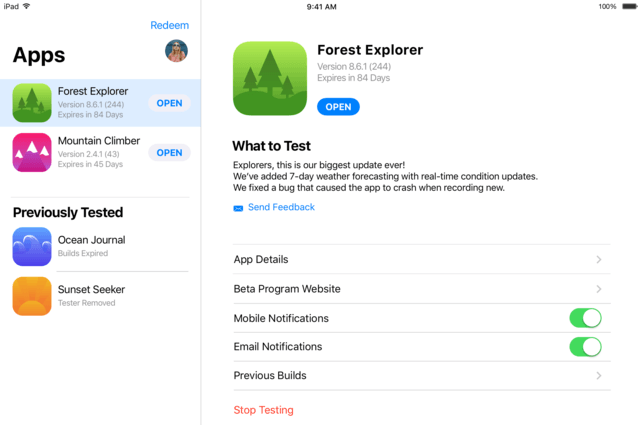 iPad
9:41 AM
100%
Redeem
Apps
Forest Explorer
Version 8.6.1 (244)
Expires in 84 Days
OPEN
Mountain Climber
Version 2.4.1 (43)
Expires in 45 Days
OPEN
Previously Tested
Ocean Journal
Builds Expired
Sunset Seeker
Tester Removed
Forest Explorer
Version 8.6.1 (244)
Expires in 84 Days
OPEN
What to Test
Explorers, this is our biggest update ever!
We’ve added 7-day weather forecasting with real-time condition updates.
We fixed a bug that caused the app to crash when recording new.
Send Feedback
App Details
Beta Program Website
Mobile Notifications
Email Notifications
Previous Builds
Stop Testing